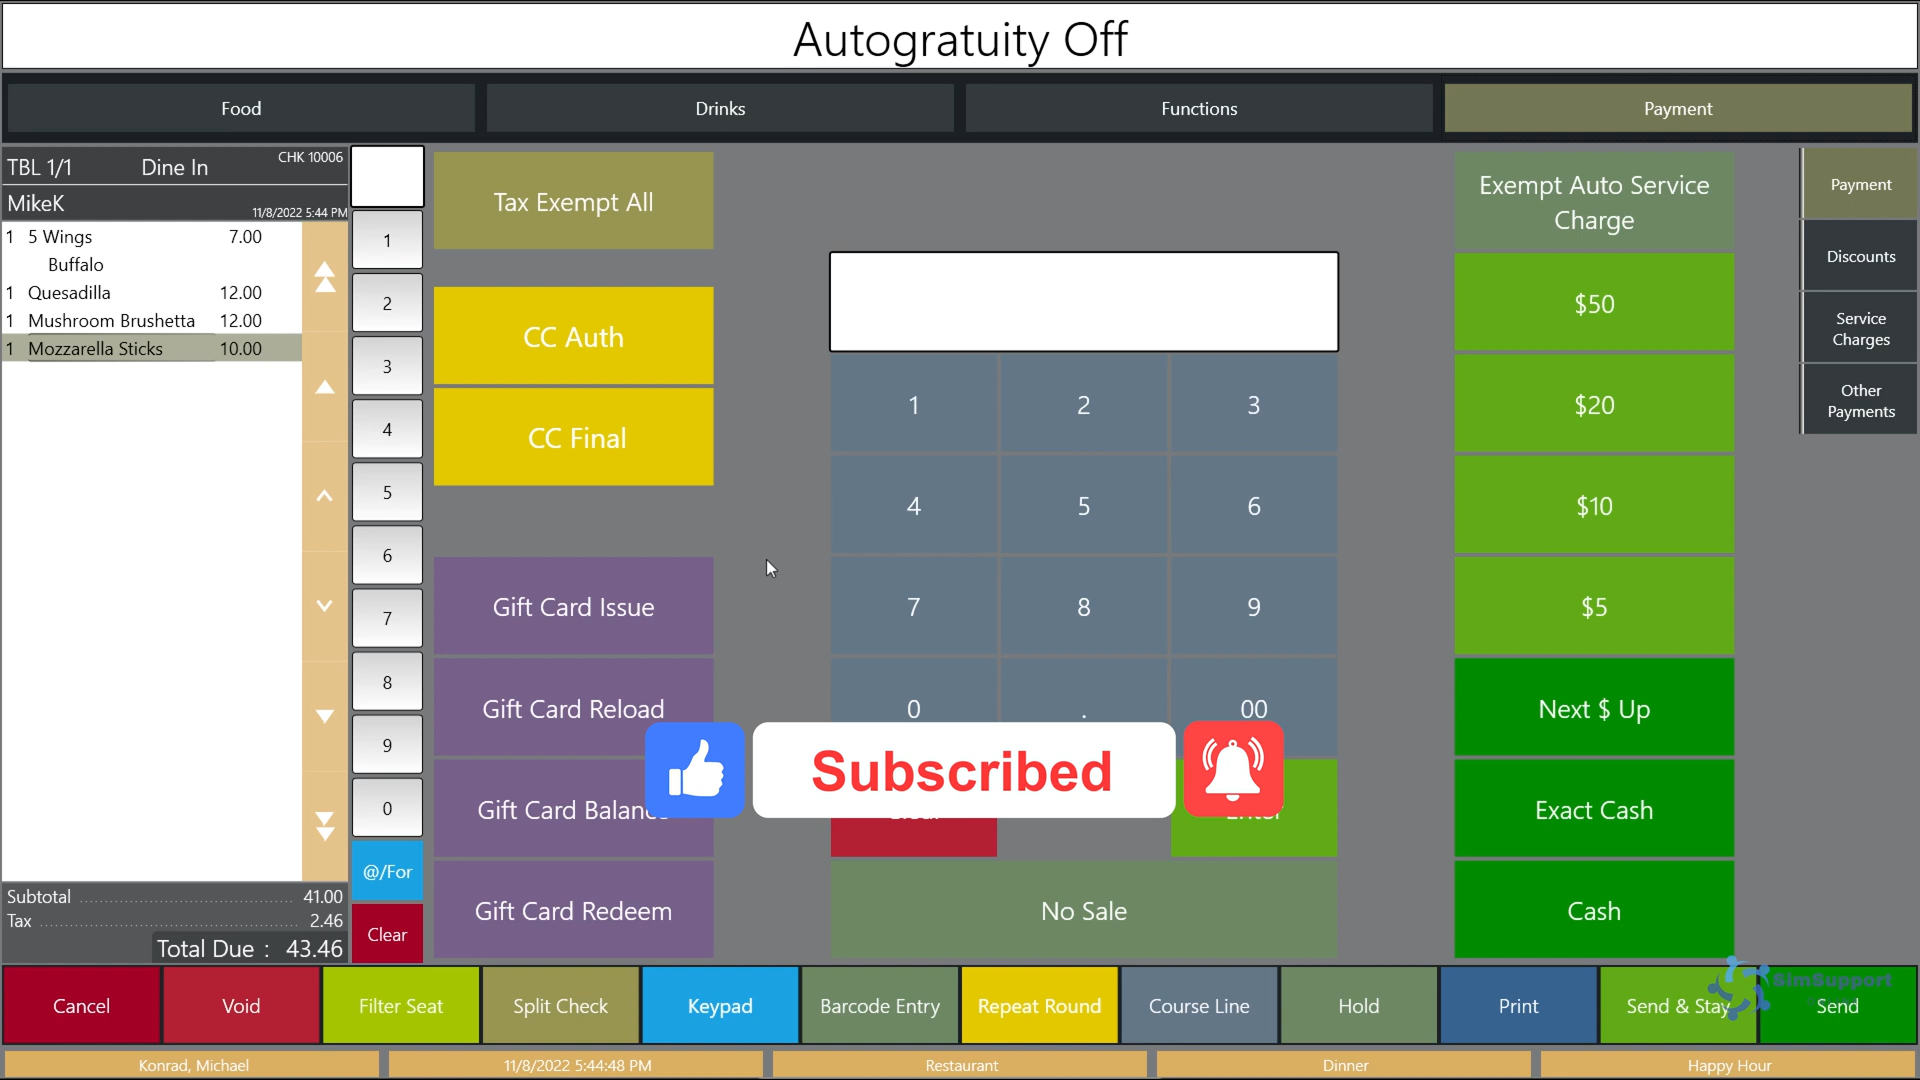 Autogratuity Off
Food
Drinks
Functions
Payment
TBL 1/1
Dine In
CHK 10006
MikeK
11/8/2022 5:44 PM
1 5 Wings 7.00
Buffalo
1 Quesadilla 12.00
1 Mushroom Brushetta 12.00
1 Mozzarella Sticks 10.00
Subtotal 41.00
Tax 2.46
Total Due : 43.46
1
2
3
4
5
6
7
8
9
0
@/For
Clear
Tax Exempt All
CC Auth
CC Final
Gift Card Issue
Gift Card Reload
Gift Card Balance
Gift Card Redeem
1 2 3
4 5 6
7 8 9
0 . 00
Subscribed
Clear
Enter
No Sale
Exempt Auto Service
Charge
$50
$20
$10
$5
Next $ Up
Exact Cash
Cash
Payment
Discounts
Service
Charges
Other
Payments
Cancel
Void
Filter Seat
Split Check
Keypad
Barcode Entry
Repeat Round
Course Line
Hold
Print
Send & Stay
Send
SimSupport
Konrad, Michael
11/8/2022 5:44:48 PM
Restaurant
Dinner
Happy Hour